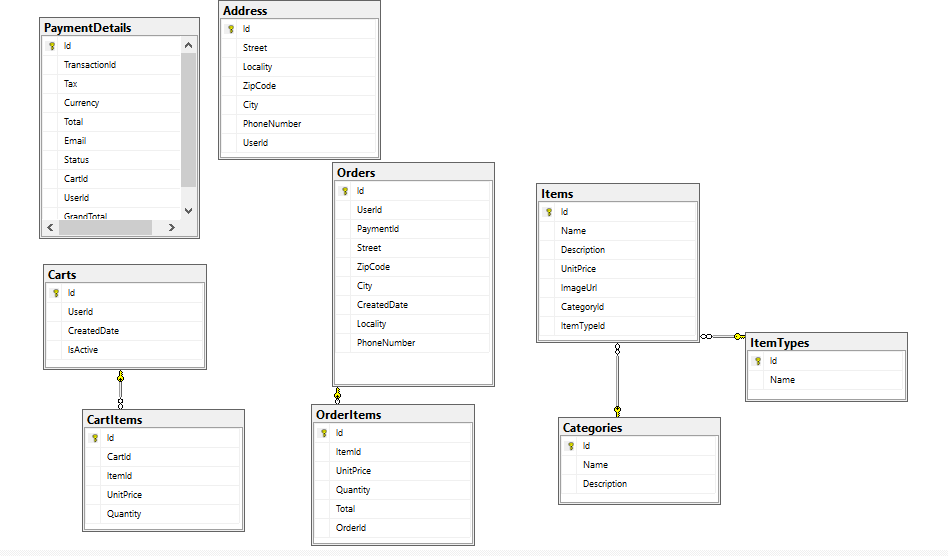 PaymentDetails
Id
TransactionId
Tax
Currency
Total
Email
Status
CartId
UserId
GrandTotal
Address
Id
Street
Locality
ZipCode
City
PhoneNumber
UserId
Orders
Id
UserId
PaymentId
Street
ZipCode
City
CreatedDate
Locality
PhoneNumber
Items
Id
Name
Description
UnitPrice
ImageUrl
CategoryId
ItemTypeId
Carts
Id
UserId
CreatedDate
IsActive
ItemTypes
Id
Name
CartItems
Id
CartId
ItemId
UnitPrice
Quantity
OrderItems
Id
ItemId
UnitPrice
Quantity
Total
OrderId
Categories
Id
Name
Description